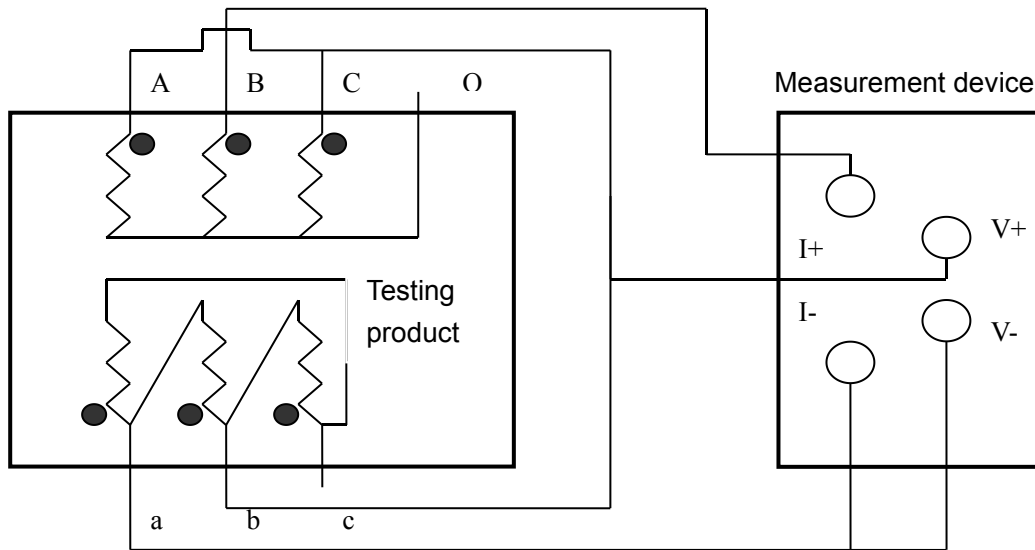 A B C O
Measurement device
I+
V+
I-
V-
Testing
product
a b c